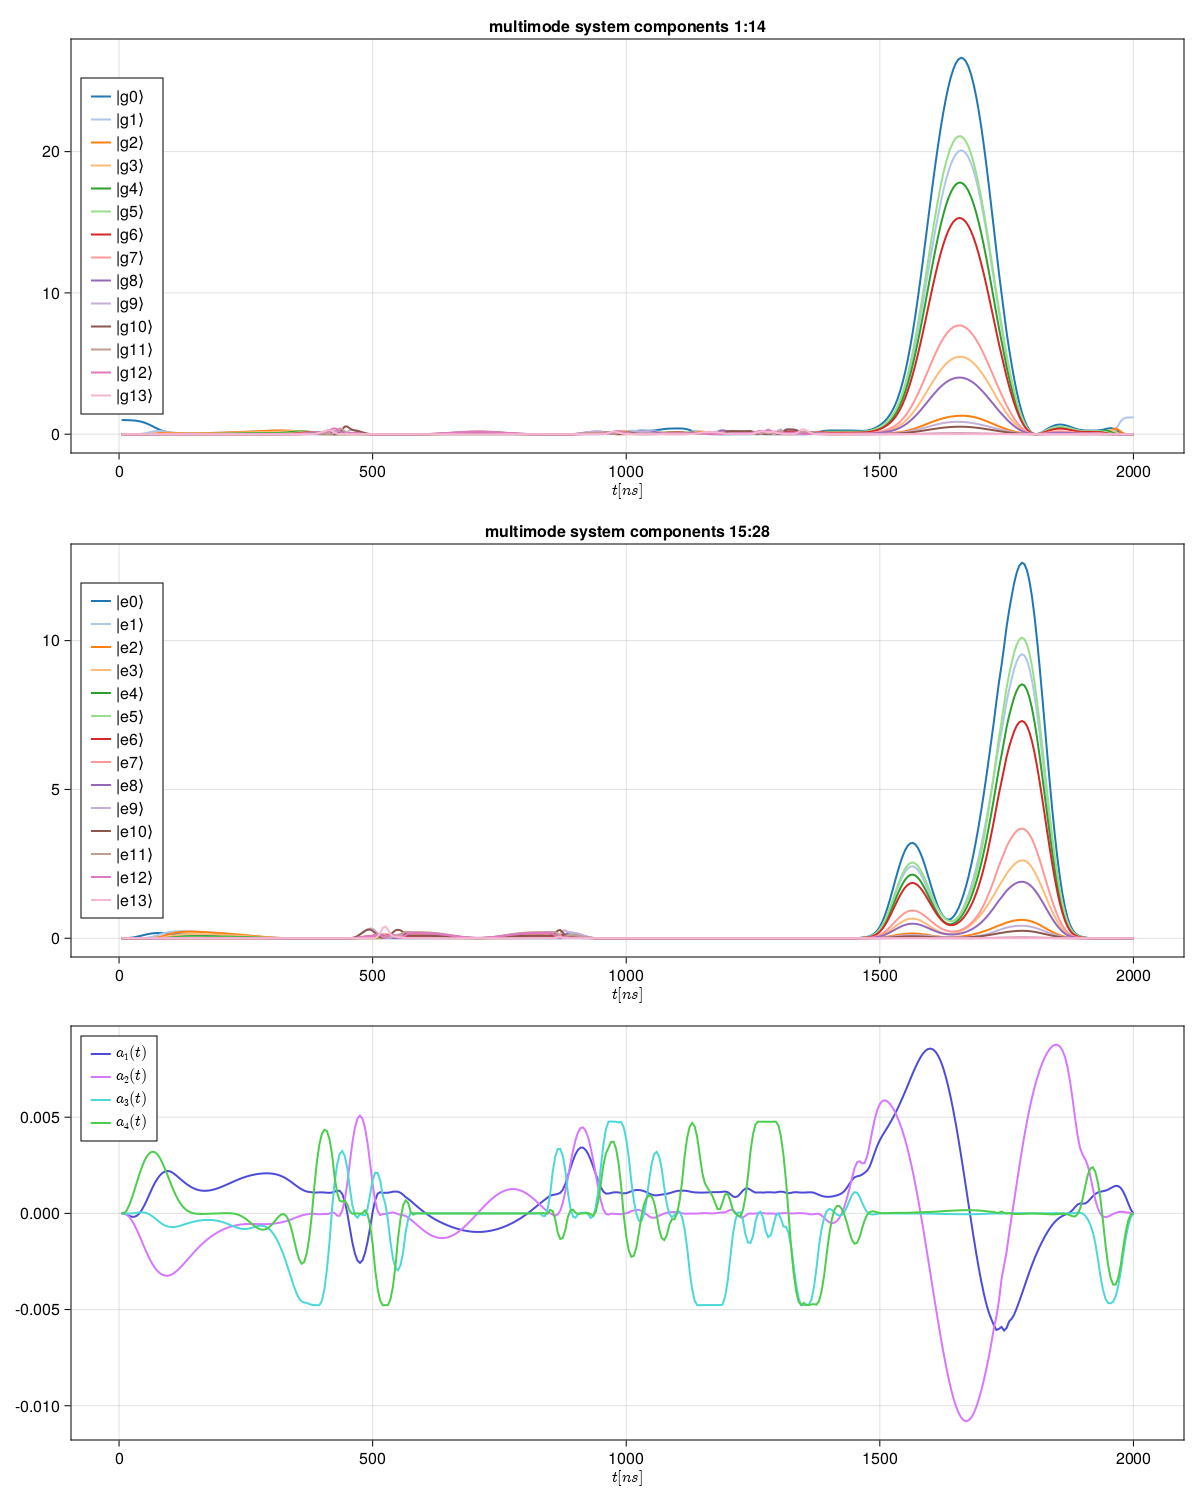 multimode system components 1:14
|g0⟩
|g1⟩
|g2⟩
|g3⟩
|g4⟩
|g5⟩
|g6⟩
|g7⟩
|g8⟩
|g9⟩
|g10⟩
|g11⟩
|g12⟩
|g13⟩
20
10
0
0 500 1000 1500 2000
t[ns]
multimode system components 15:28
|e0⟩
|e1⟩
|e2⟩
|e3⟩
|e4⟩
|e5⟩
|e6⟩
|e7⟩
|e8⟩
|e9⟩
|e10⟩
|e11⟩
|e12⟩
|e13⟩
10
5
0
0 500 1000 1500 2000
t[ns]
a₁(t)
a₂(t)
a₃(t)
a₄(t)
0.005
0.000
-0.005
-0.010
0 500 1000 1500 2000
t[ns]